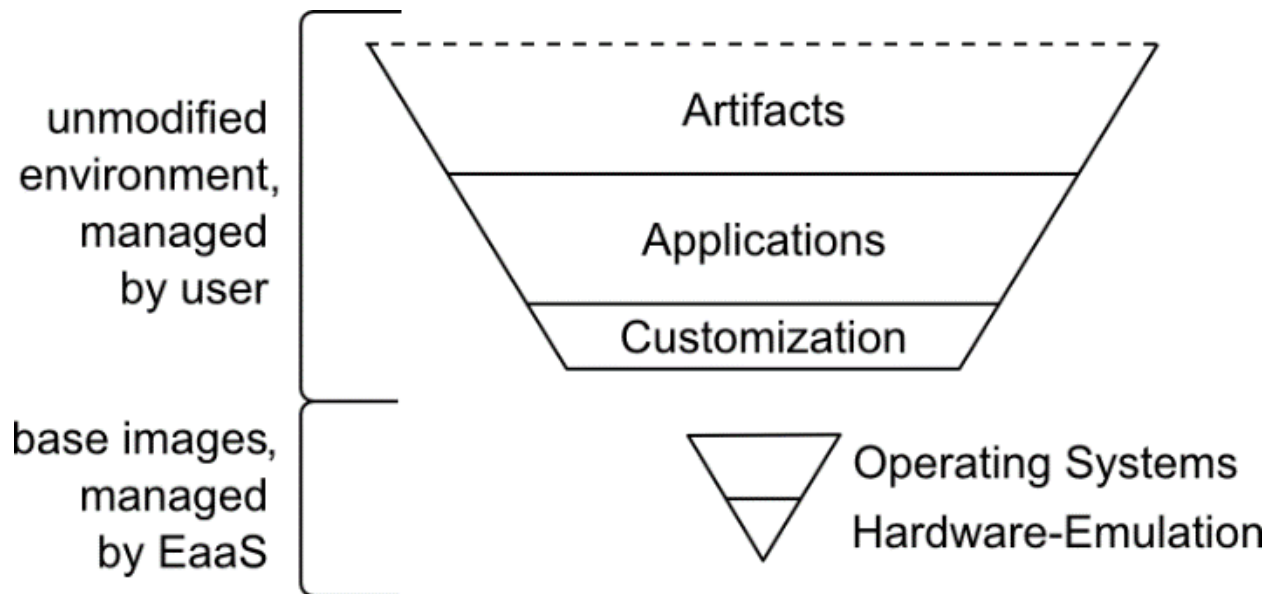 unmodified
environment,
managed
by user
Artifacts
Applications
Customization
base images,
managed
by EaaS
Operating Systems
Hardware-Emulation